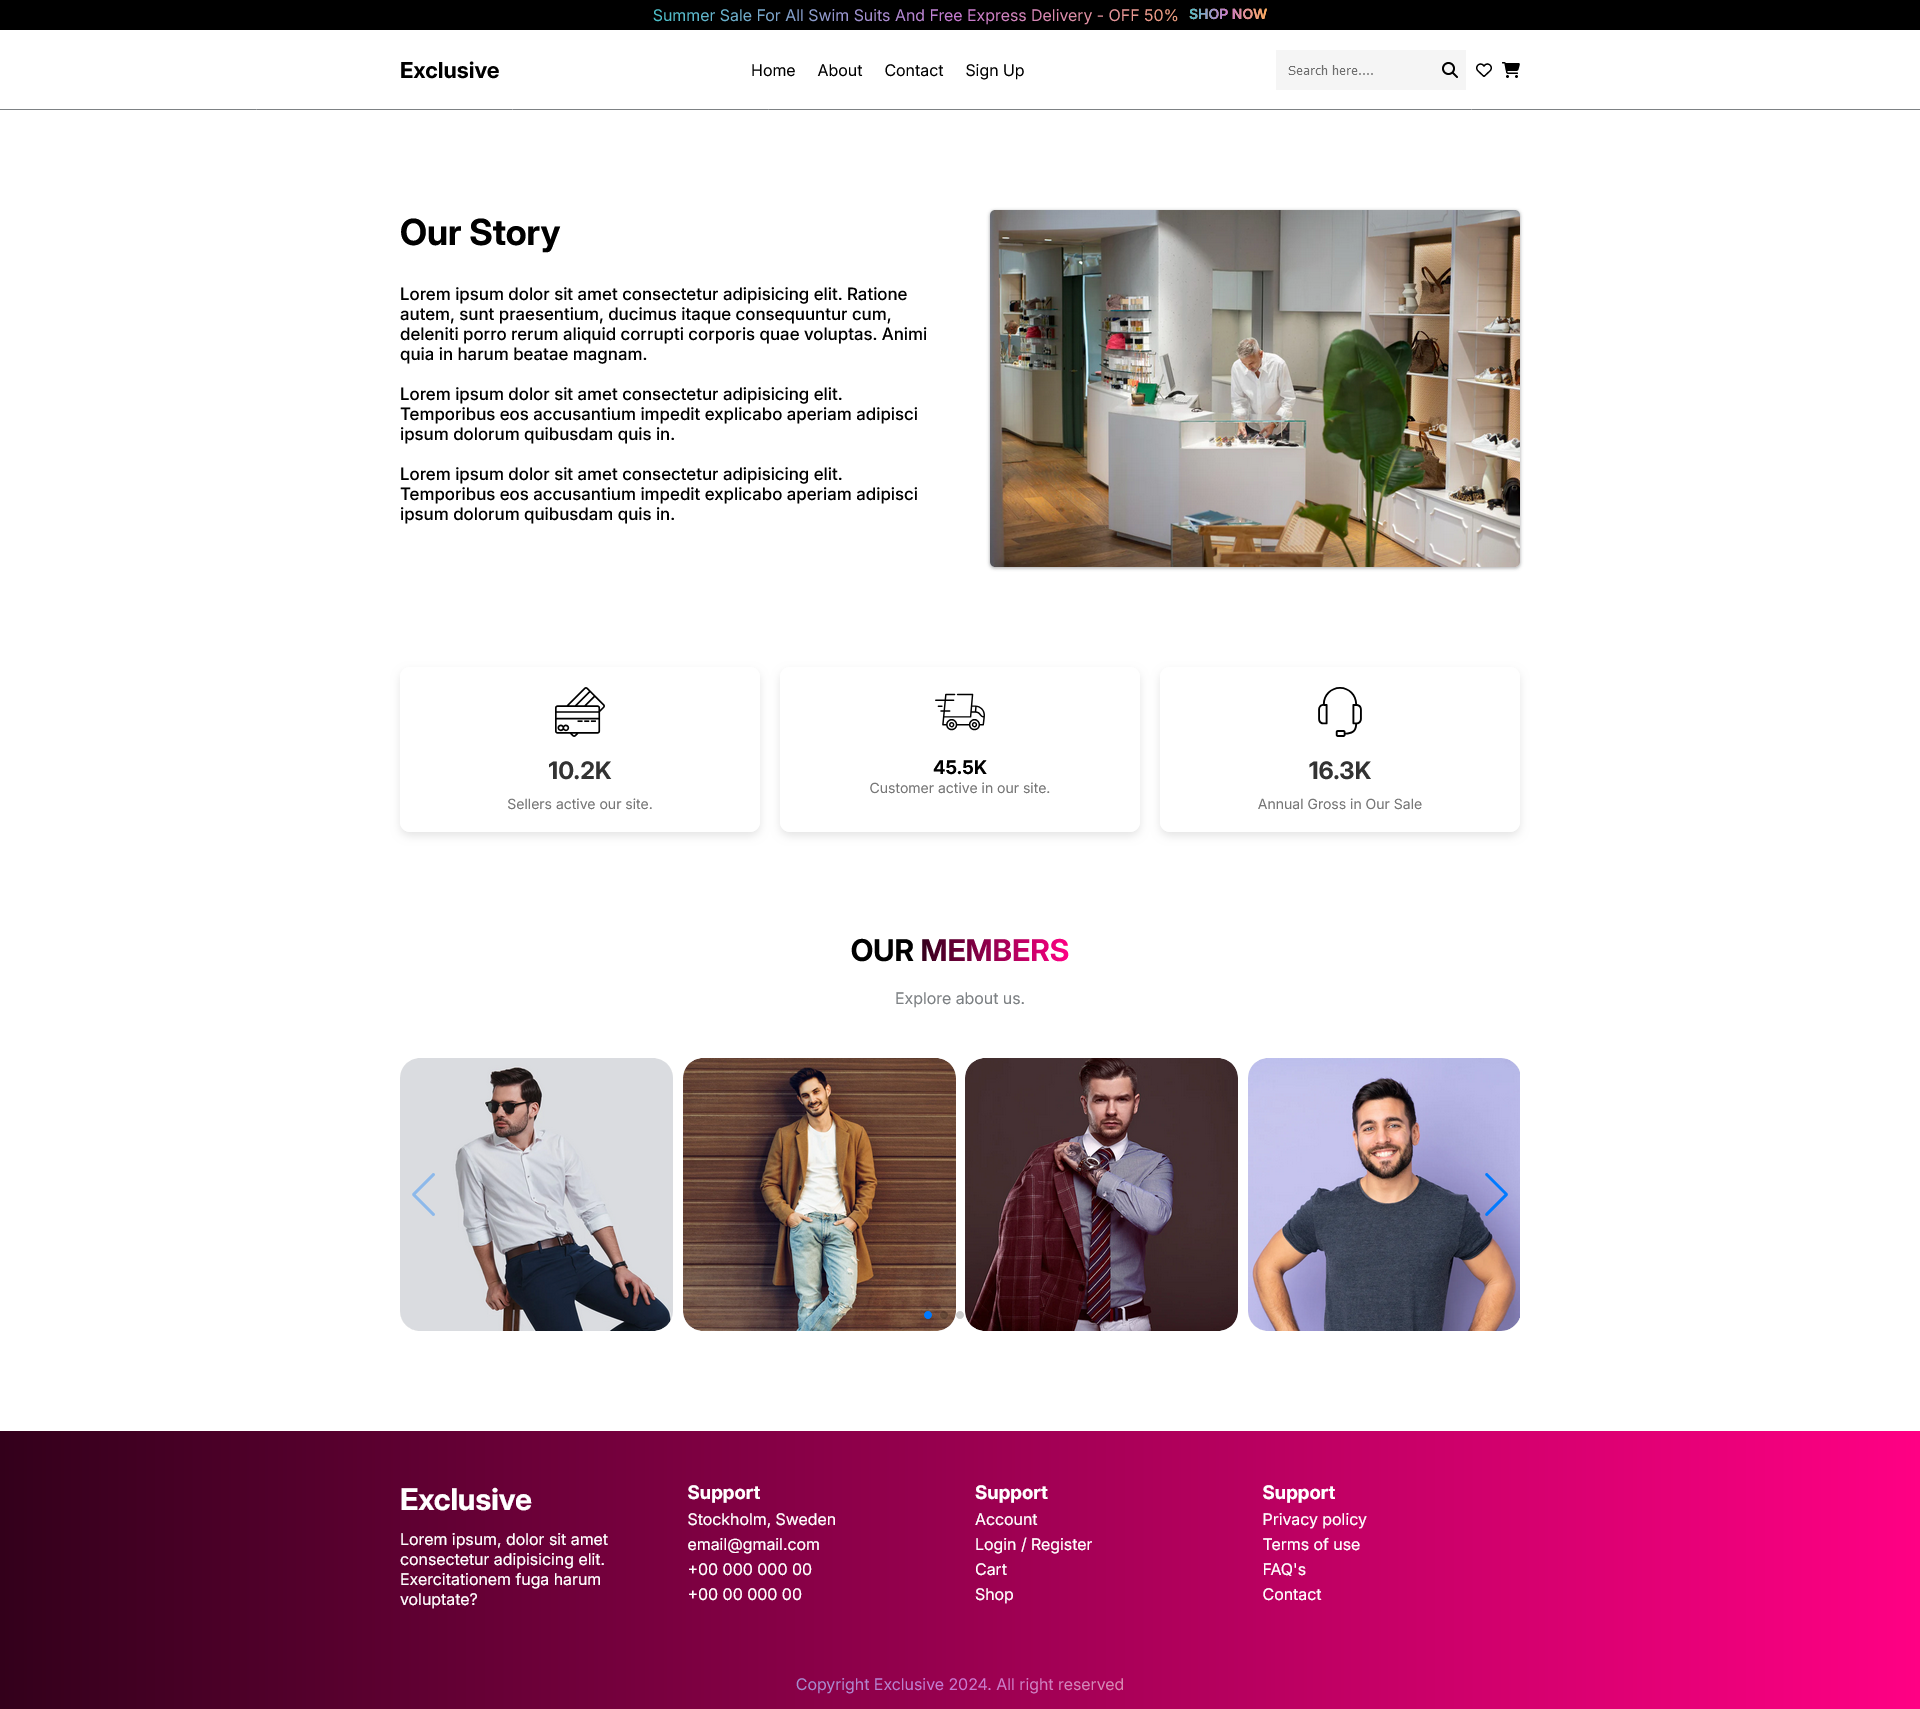 Summer Sale For All Swim Suits And Free Express Delivery - OFF 50% SHOP NOW
Exclusive
Home About Contact Sign Up
Search here....
Our Story
Lorem ipsum dolor sit amet consectetur adipisicing elit. Ratione
autem, sunt praesentium, ducimus itaque consequuntur cum,
deleniti porro rerum aliquid corrupti corporis quae voluptas. Animi
quia in harum beatae magnam.
Lorem ipsum dolor sit amet consectetur adipisicing elit.
Temporibus eos accusantium impedit explicabo aperiam adipisci
ipsum dolorum quibusdam quis in.
Lorem ipsum dolor sit amet consectetur adipisicing elit.
Temporibus eos accusantium impedit explicabo aperiam adipisci
ipsum dolorum quibusdam quis in.
10.2K
Sellers active our site.
45.5K
Customer active in our site.
16.3K
Annual Gross in Our Sale
OUR MEMBERS
Explore about us.
Exclusive
Lorem ipsum, dolor sit amet
consectetur adipisicing elit.
Exercitationem fuga harum
voluptate?
Support
Stockholm, Sweden
email@gmail.com
+00 000 000 00
+00 00 000 00
Support
Account
Login / Register
Cart
Shop
Support
Privacy policy
Terms of use
FAQ's
Contact
Copyright Exclusive 2024. All right reserved